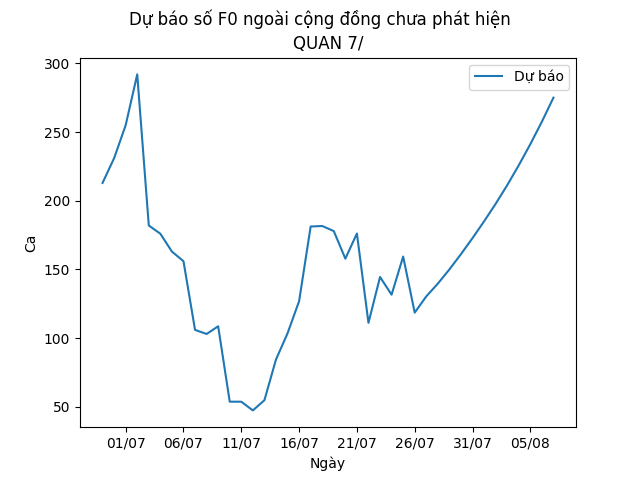 Dự báo số F0 ngoài cộng đồng chưa phát hiện
QUAN 7/
Dự báo
300
250
200
150
100
50
Ca
01/07 06/07 11/07 16/07 21/07 26/07 31/07 05/08
Ngày